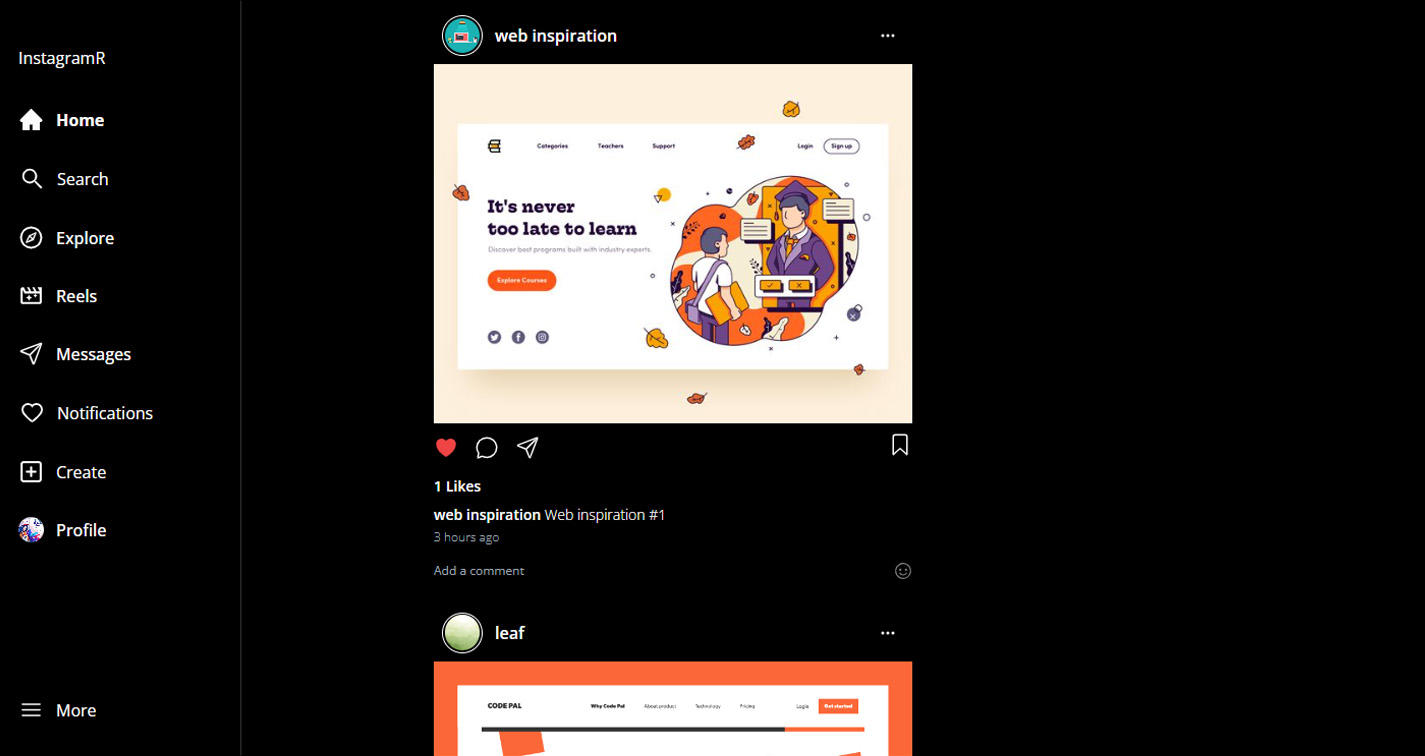 InstagramR
Home
Search
Explore
Reels
Messages
Notifications
Create
Profile
More
web inspiration
Categories Teachers Support Login Sign up
It's never
too late to learn
Discover best programs built with industry experts.
Explore Courses
1 Likes
web inspiration Web inspiration #1
3 hours ago
Add a comment
leaf
CODE PAL Why Code Pal About product Technology Pricing Login Get started